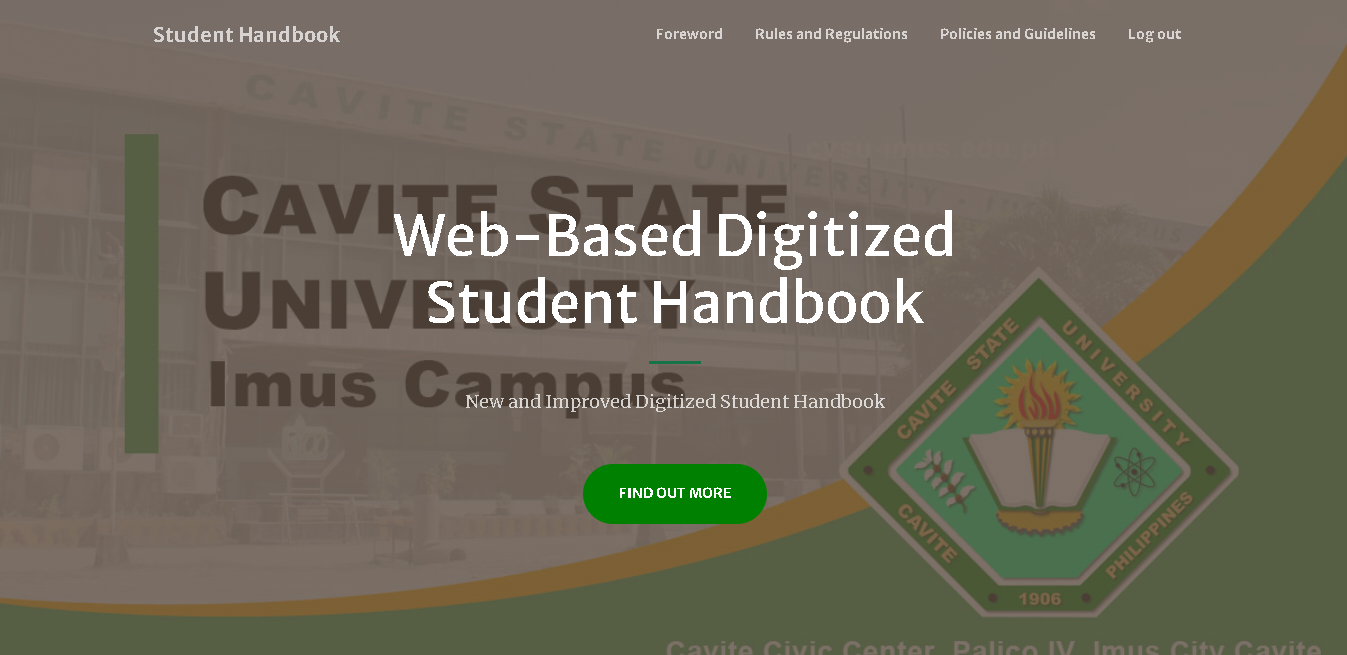 Student Handbook
Foreword
Rules and Regulations
Policies and Guidelines
Log out
CAVITE STATE UNIVERSITY
CAVITE STATE
UNIVERSITY
Imus Campus
Web-Based Digitized
Student Handbook
New and Improved Digitized Student Handbook
FIND OUT MORE
CAVITE STATE UNIVERSITY
CAVITE PHILIPPINES
1906
Cavite Civic Center, Palico IV, Imus City Cavite